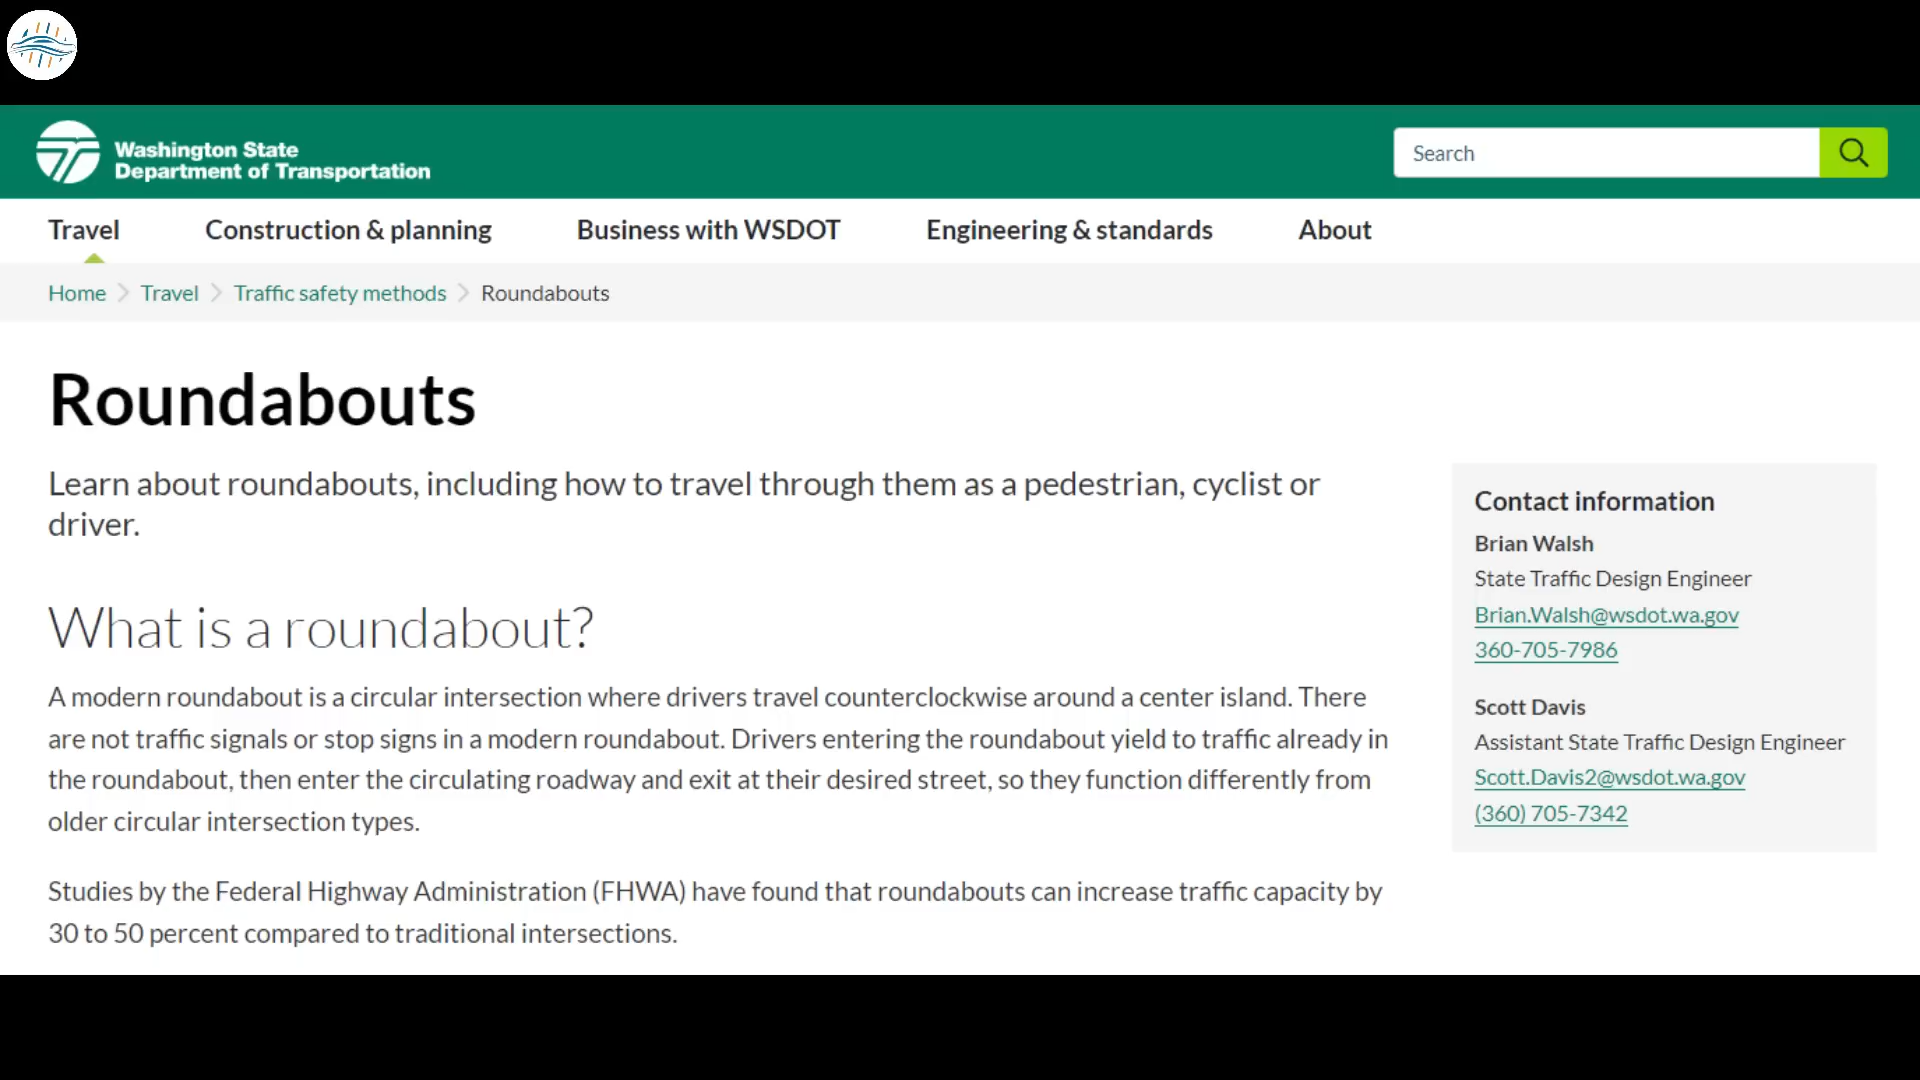 Washington State
Department of Transportation
Search
Travel
Construction & planning
Business with WSDOT
Engineering & standards
About
Home
Travel
Traffic safety methods
Roundabouts
Roundabouts
Learn about roundabouts, including how to travel through them as a pedestrian, cyclist or
driver.
What is a roundabout?
A modern roundabout is a circular intersection where drivers travel counterclockwise around a center island. There
are not traffic signals or stop signs in a modern roundabout. Drivers entering the roundabout yield to traffic already in
the roundabout, then enter the circulating roadway and exit at their desired street, so they function differently from
older circular intersection types.
Studies by the Federal Highway Administration (FHWA) have found that roundabouts can increase traffic capacity by
30 to 50 percent compared to traditional intersections.
Contact information
Brian Walsh
State Traffic Design Engineer
Brian.Walsh@wsdot.wa.gov
360-705-7986
Scott Davis
Assistant State Traffic Design Engineer
Scott.Davis2@wsdot.wa.gov
(360) 705-7342